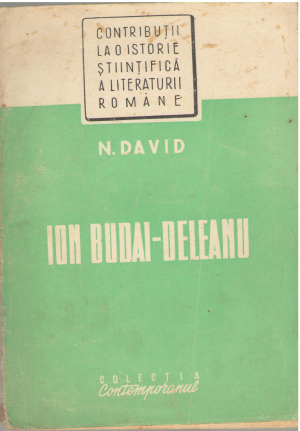 CONTRIBUȚII
LA O ISTORIE
ȘTIINȚIFICĂ
A LITERATURII
ROMÂNE
N. DAVID
ION BUDAI-DELEANU
COLECȚIA
Contemporanul